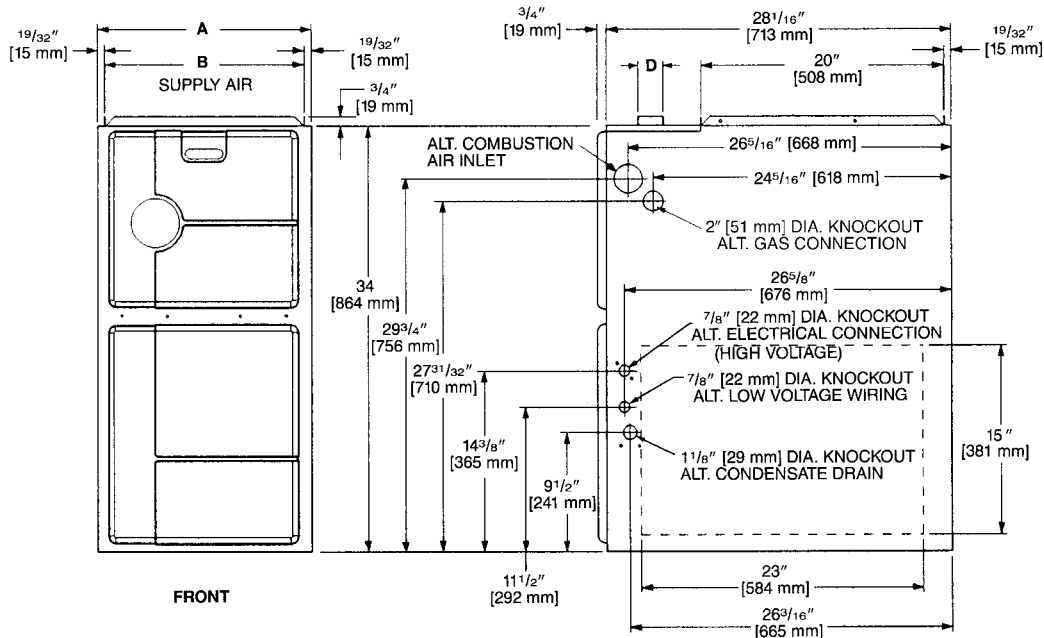 19/32"
[15 mm]
A
B
SUPPLY AIR
19/32"
[15 mm]
3/4"
[19 mm]
3/4"
[19 mm]
28 1/16"
[713 mm]
19/32"
[15 mm]
D
20"
[508 mm]
ALT. COMBUSTION
AIR INLET
26 5/16" [668 mm]
24 5/16" [618 mm]
2" [51 mm] DIA. KNOCKOUT
ALT. GAS CONNECTION
34
[864 mm]
29 3/4"
[756 mm]
27 31/32"
[710 mm]
26 5/8"
[676 mm]
7/8" [22 mm] DIA. KNOCKOUT
ALT. ELECTRICAL CONNECTION
(HIGH VOLTAGE)
7/8" [22 mm] DIA. KNOCKOUT
ALT. LOW VOLTAGE WIRING
14 3/8"
[365 mm]
9 1/2"
[241 mm]
1 1/8" [29 mm] DIA. KNOCKOUT
ALT. CONDENSATE DRAIN
15"
[381 mm]
11 1/2"
[292 mm]
23"
[584 mm]
26 3/16"
[665 mm]
FRONT